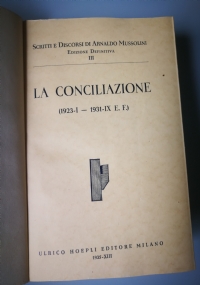 SCRITTI E DISCORSI DI ARNALDO MUSSOLINI
EDIZIONE DEFINITIVA
III
LA CONCILIAZIONE
(1923-I — 1931-IX E. F.)
ULRICO HOEPLI EDITORE MILANO